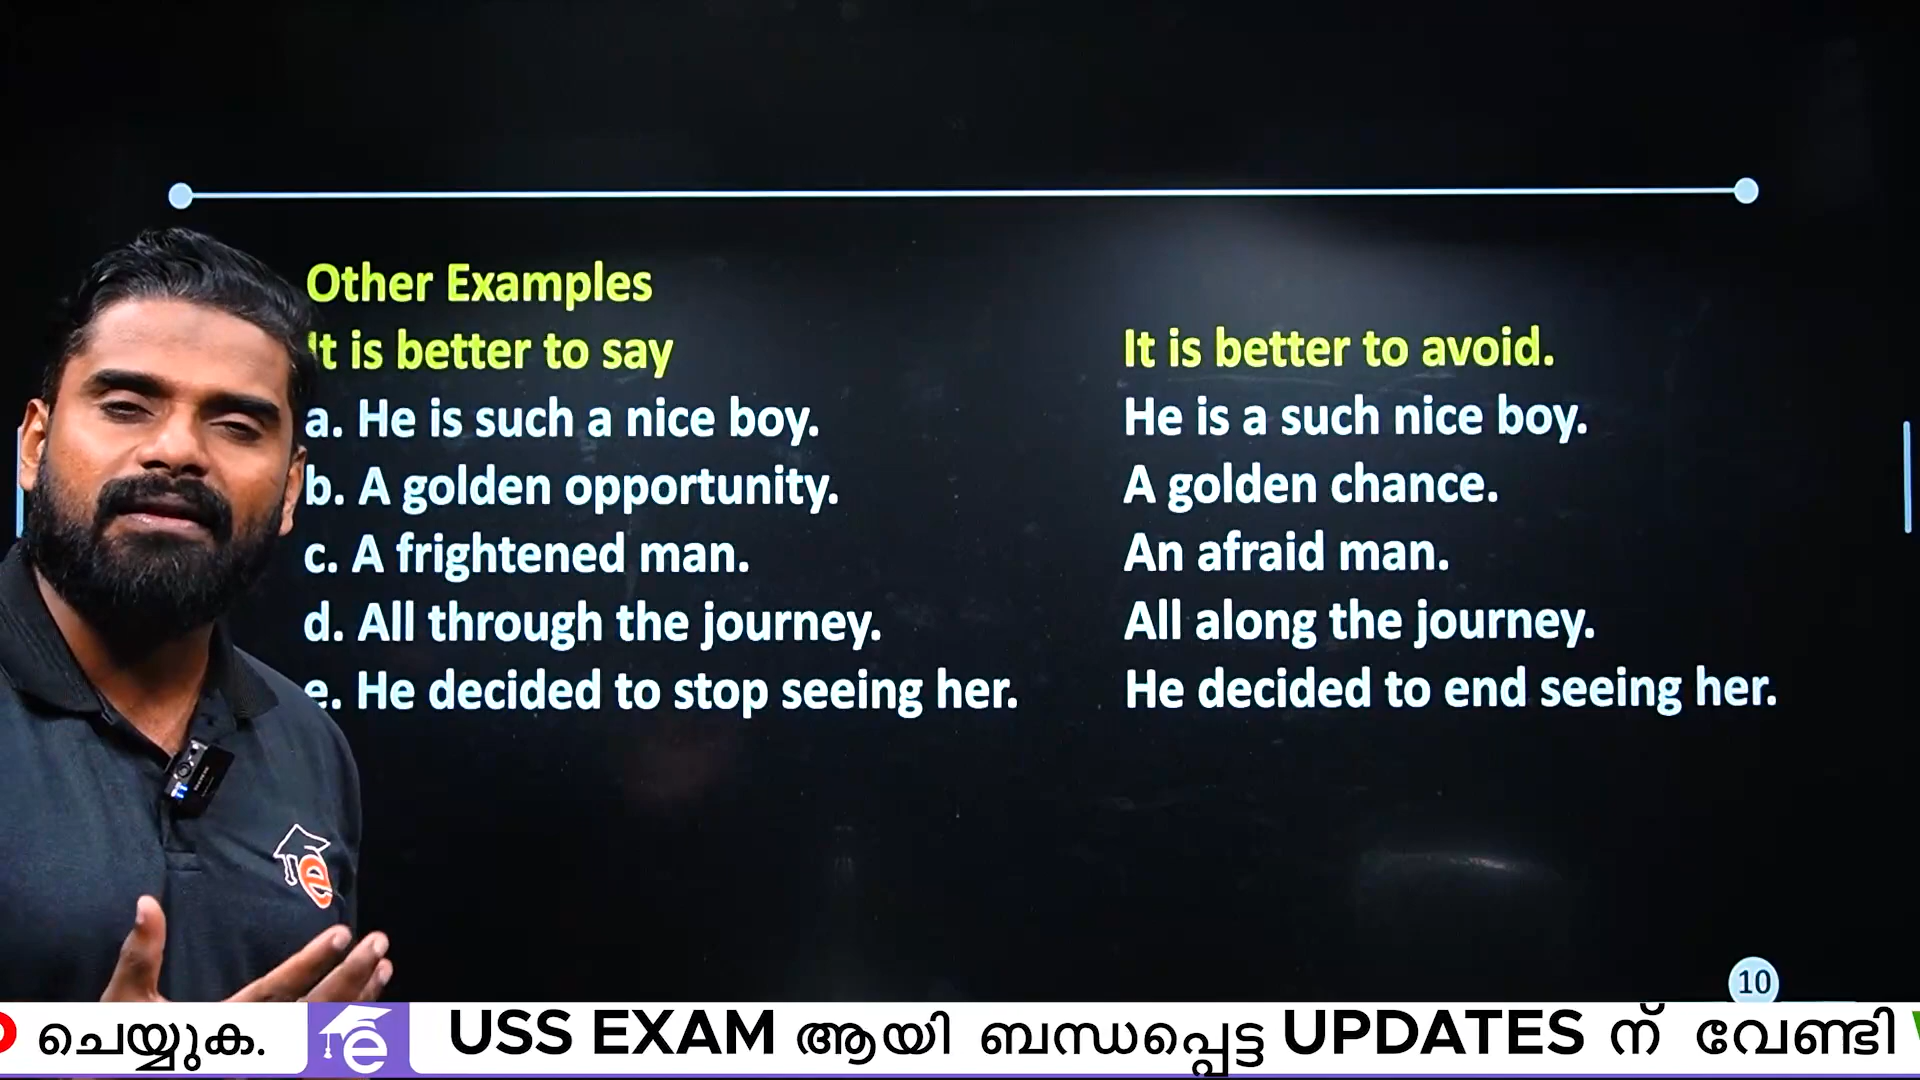 Other Examples
It is better to say
It is better to avoid.
a. He is such a nice boy.
He is a such nice boy.
b. A golden opportunity.
A golden chance.
c. A frightened man.
An afraid man.
d. All through the journey.
All along the journey.
e. He decided to stop seeing her.
He decided to end seeing her.
10
ചെയ്യുക. e USS EXAM ആയി ബന്ധപ്പെട്ട UPDATES ന് വേണ്ടി
e